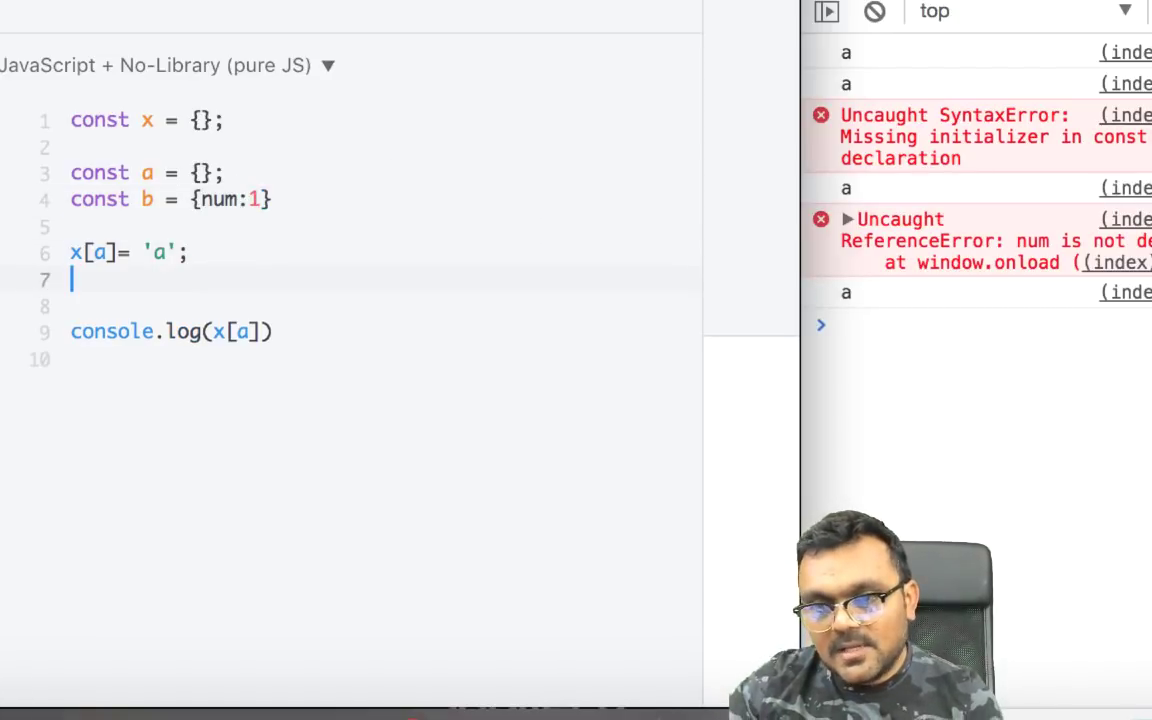 JavaScript + No-Library (pure JS) ▼
1 const x = {};
2
3 const a = {};
4 const b = {num:1}
5
6 x[a]= 'a';
7
8
9 console.log(x[a])
10
top ▼
a (inde
a (inde
Uncaught SyntaxError: (inde
Missing initializer in const
declaration
a (inde
▶Uncaught (inde
ReferenceError: num is not de
at window.onload ((index)
a (inde